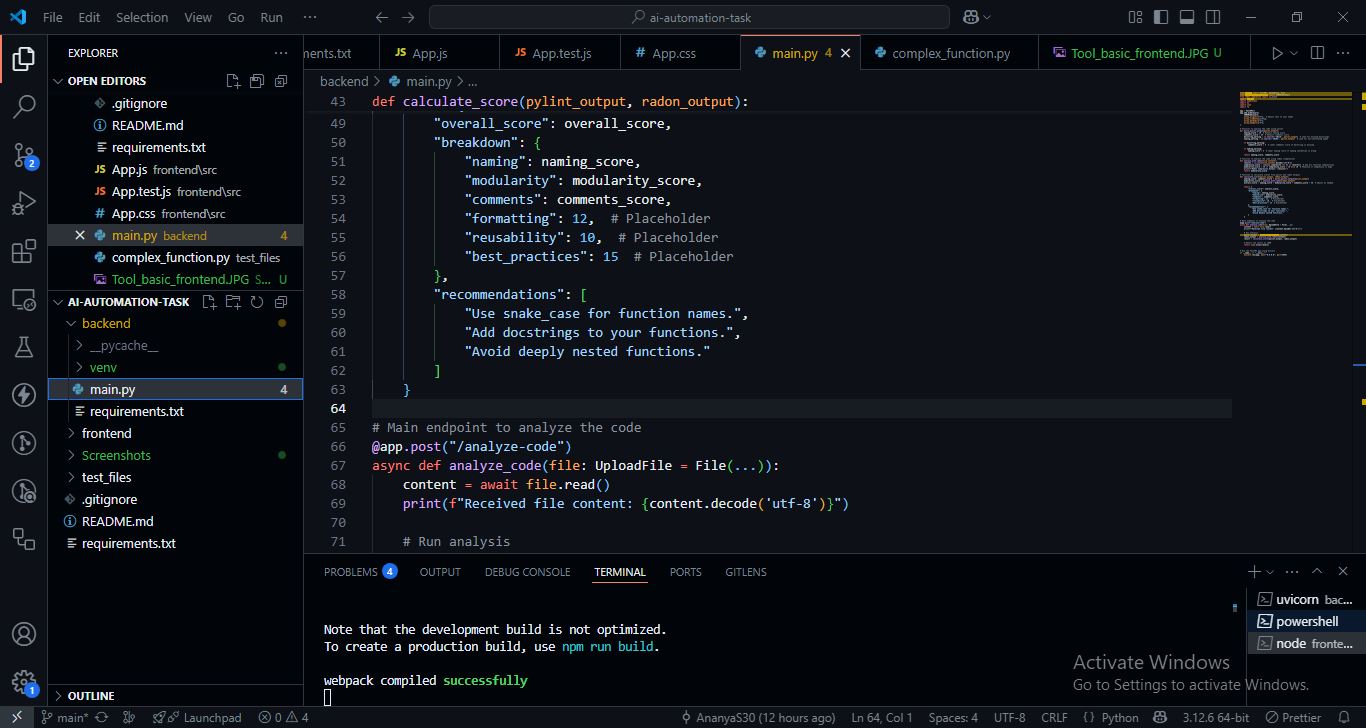 File Edit Selection View Go Run ··· ai-automation-task
EXPLORER
OPEN EDITORS
.gitignore
README.md
requirements.txt
JS App.js frontend\src
JS App.test.js frontend\src
# App.css frontend\src
main.py backend 4
complex_function.py test_files
Tool_basic_frontend.JPG S... U
AI-AUTOMATION-TASK
backend
__pycache__
venv
main.py 4
requirements.txt
frontend
Screenshots
test_files
.gitignore
README.md
requirements.txt
OUTLINE
2
1
ments.txt JS App.js JS App.test.js # App.css main.py 4 complex_function.py Tool_basic_frontend.JPG U
backend > main.py > ...
43 def calculate_score(pylint_output, radon_output):
49 "overall_score": overall_score,
50 "breakdown": {
51 "naming": naming_score,
52 "modularity": modularity_score,
53 "comments": comments_score,
54 "formatting": 12, # Placeholder
55 "reusability": 10, # Placeholder
56 "best_practices": 15 # Placeholder
57 },
58 "recommendations": [
59 "Use snake_case for function names.",
60 "Add docstrings to your functions.",
61 "Avoid deeply nested functions."
62 ]
63 }
64
65 # Main endpoint to analyze the code
66 @app.post("/analyze-code")
67 async def analyze_code(file: UploadFile = File(...)):
68 content = await file.read()
69 print(f"Received file content: {content.decode('utf-8')}")
70
71 # Run analysis
PROBLEMS 4 OUTPUT DEBUG CONSOLE TERMINAL PORTS GITLENS
Note that the development build is not optimized.
To create a production build, use npm run build.
webpack compiled successfully
uvicorn bac...
powershell
node fronte...
Activate Windows
Go to Settings to activate Windows.
main* Launchpad 0 4 AnanyaS30 (12 hours ago) Ln 64, Col 1 Spaces: 4 UTF-8 CRLF {} Python 3.12.6 64-bit Prettier